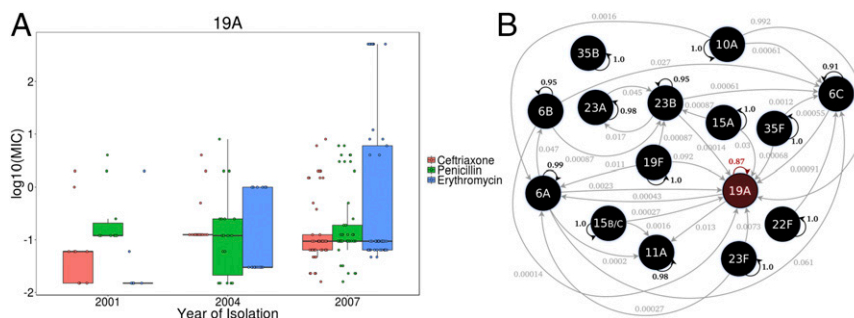 A
19A
log10(MIC)
2
1
0
-1
-2
2001
2004
2007
Year of Isolation
Ceftriaxone
Penicillin
Erythromycin
B
0.0016
10A
0.992
35B
1.0
1.0
0.00061
0.027
0.91
6C
0.95
0.95
6B
23A
0.045
23B
0.00061
0.98
0.00087
15A
1.0
0.0012
35F
0.00055
1.0
0.017
0.00014
0.03
0.047
0.00087
0.00087
0.00068
19F
0.092
0.011
1.0
0.87
0.00091
0.99
6A
0.0023
19A
0.00043
0.00027
15B/C
1.0
0.0016
0.013
0.0073
22F
1.0
11A
0.0002
0.98
23F
1.0
0.061
0.00014
0.00027